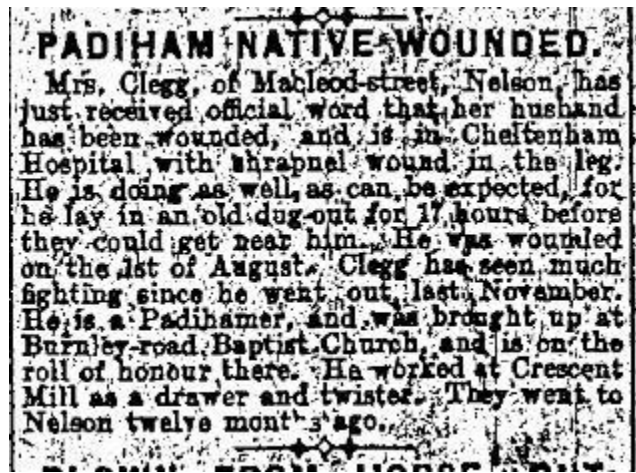 PADIHAM NATIVE WOUNDED.
Mrs. Clegg, of Macleod-street, Nelson, has
just received official word that her husband
has been wounded, and is in Cheltenham
Hospital with shrapnel wound in the leg.
He is doing as well, as can be expected, for
he lay in an old dug-out for 17 hours before
they could get near him. He was wounded
on the 1st of August. Clegg has seen much
fighting since he went out last November.
He is a Padihamer, and was brought up at
Burnley-road Baptist Church, and is on the
roll of honour there. He worked at Crescent
Mill as a drawer and twister. They went to
Nelson twelve months ago.
BLOWN FROM HORSE